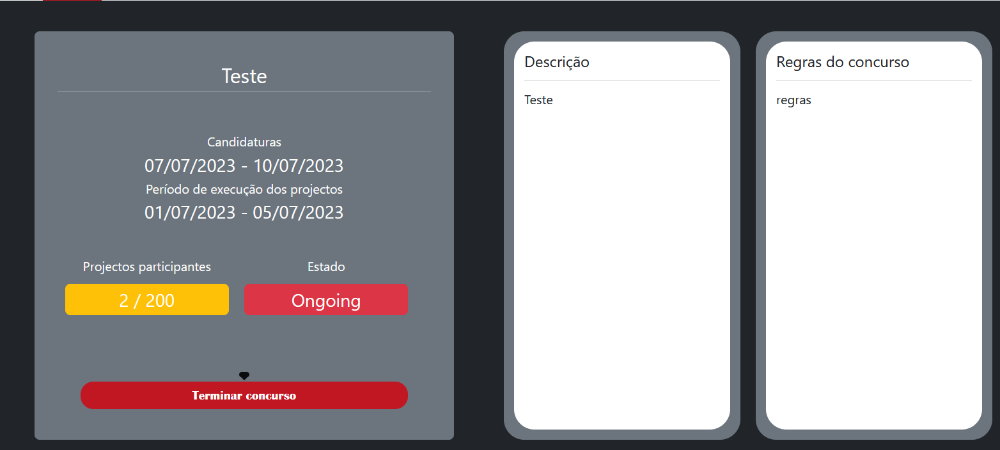 Teste
Candidaturas
07/07/2023 - 10/07/2023
Período de execução dos projectos
01/07/2023 - 05/07/2023
Projectos participantes
Estado
2 / 200
Ongoing
Terminar concurso
Descrição
Teste
Regras do concurso
regras